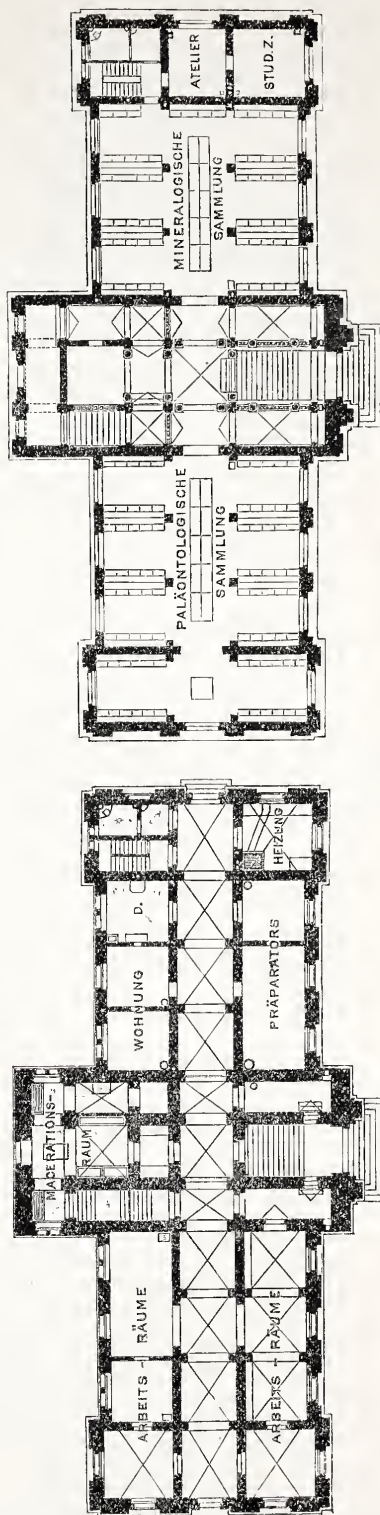 PALÄONTOLOGISCHE
SAMMLUNG
MINERALOGISCHE
SAMMLUNG
ATELIER
STUD.Z.
MACERATIONS-
RAUM
ARBEITS - RÄUME
WOHNUNG D.
ARBEITS - RÄUME
PRÄPARATORS
HEIZUNG